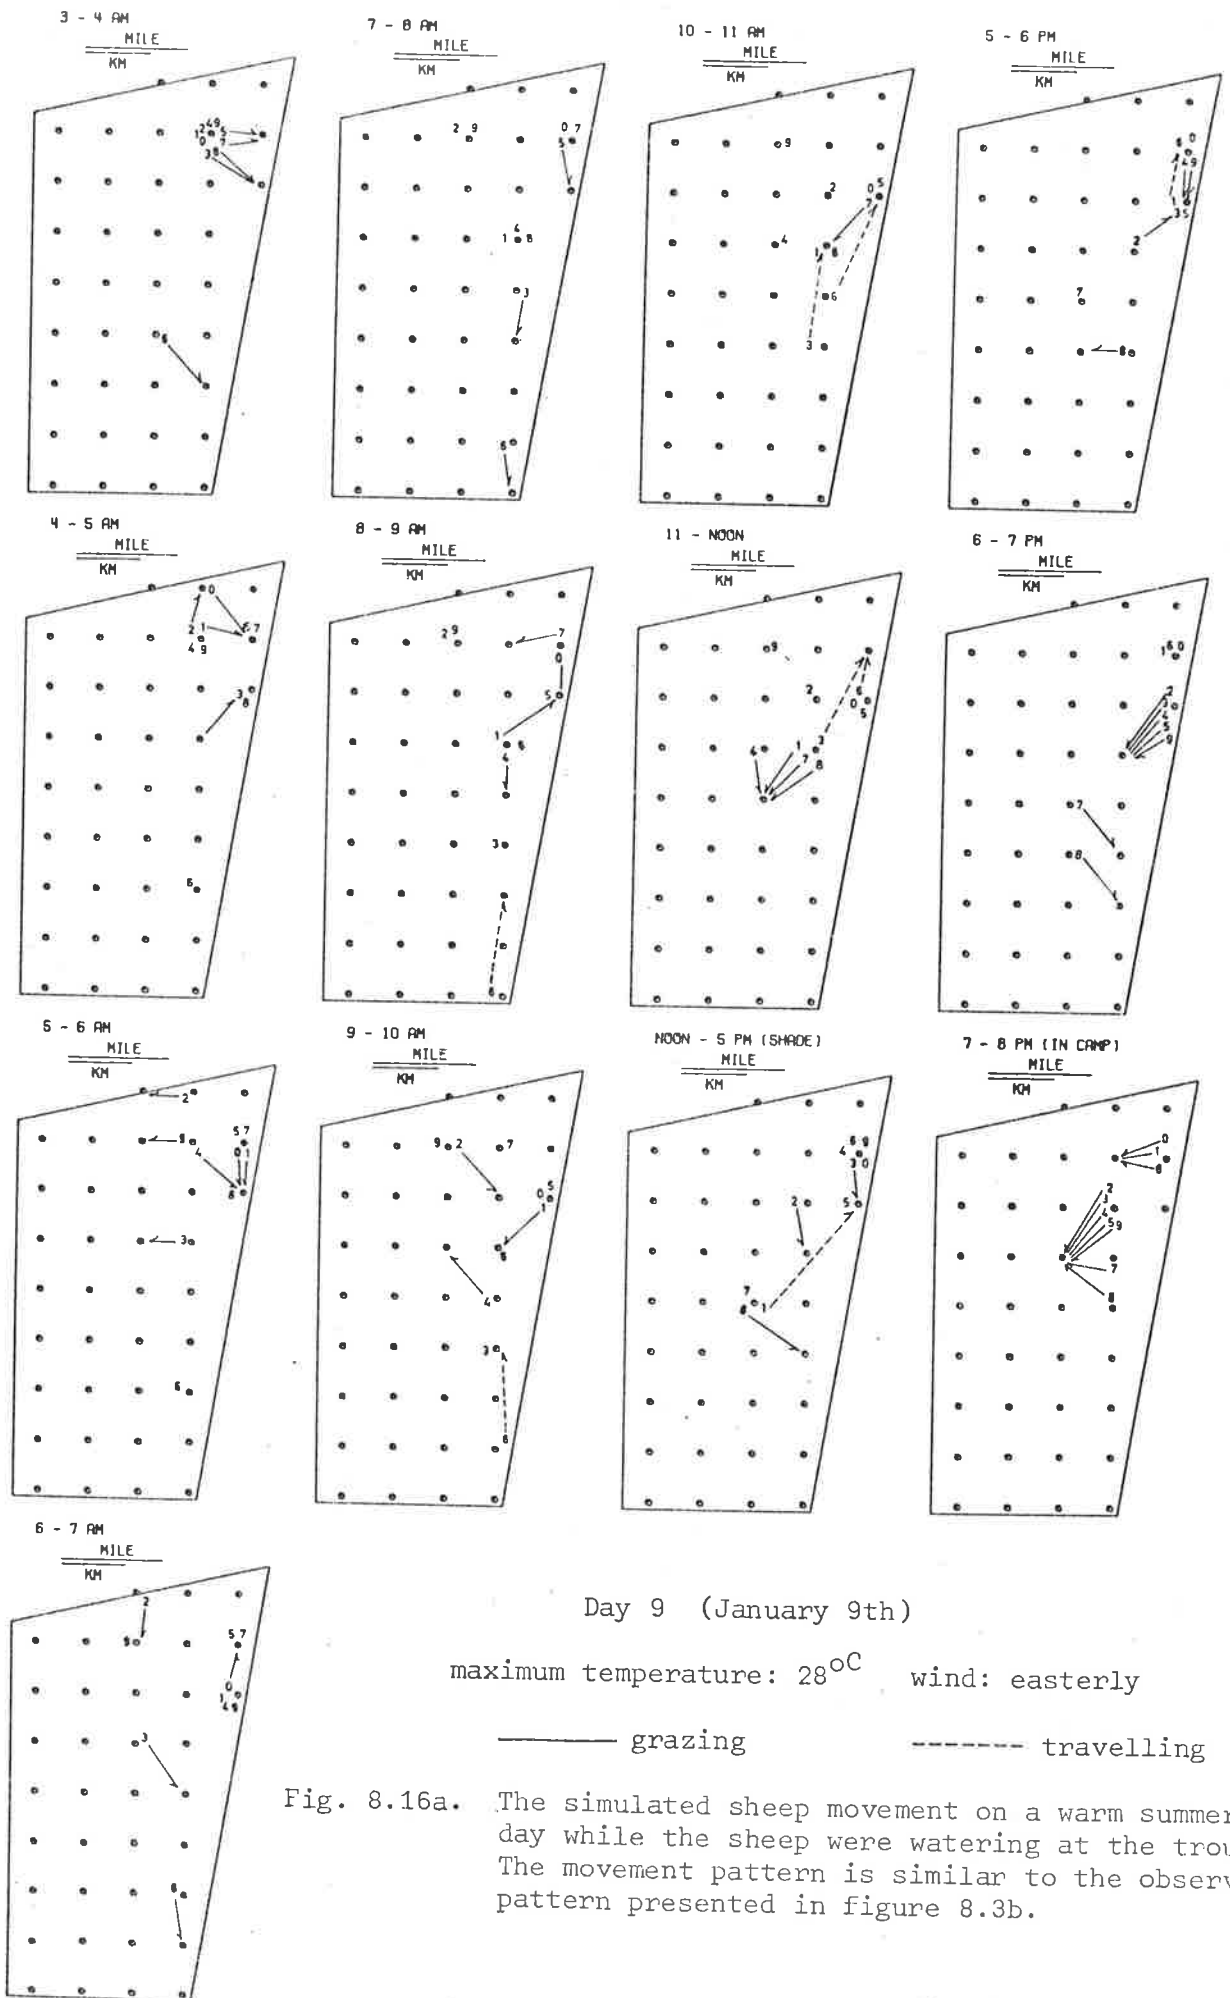 3 - 4 AM
MILE
KM
7 - 8 AM
MILE
KM
10 - 11 AM
MILE
KM
5 - 6 PM
MILE
KM
4 - 5 AM
MILE
KM
8 - 9 AM
MILE
KM
11 - NOON
MILE
KM
6 - 7 PM
MILE
KM
5 - 6 AM
MILE
KM
9 - 10 AM
MILE
KM
NOON - 5 PM (SHADE)
MILE
KM
7 - 8 PM (IN CAMP)
MILE
KM
6 - 7 AM
MILE
KM
Day 9 (January 9th)
maximum temperature: 28°C wind: easterly
grazing travelling
Fig. 8.16a. The simulated sheep movement on a warm summer
day while the sheep were watering at the trou
The movement pattern is similar to the observ
pattern presented in figure 8.3b.